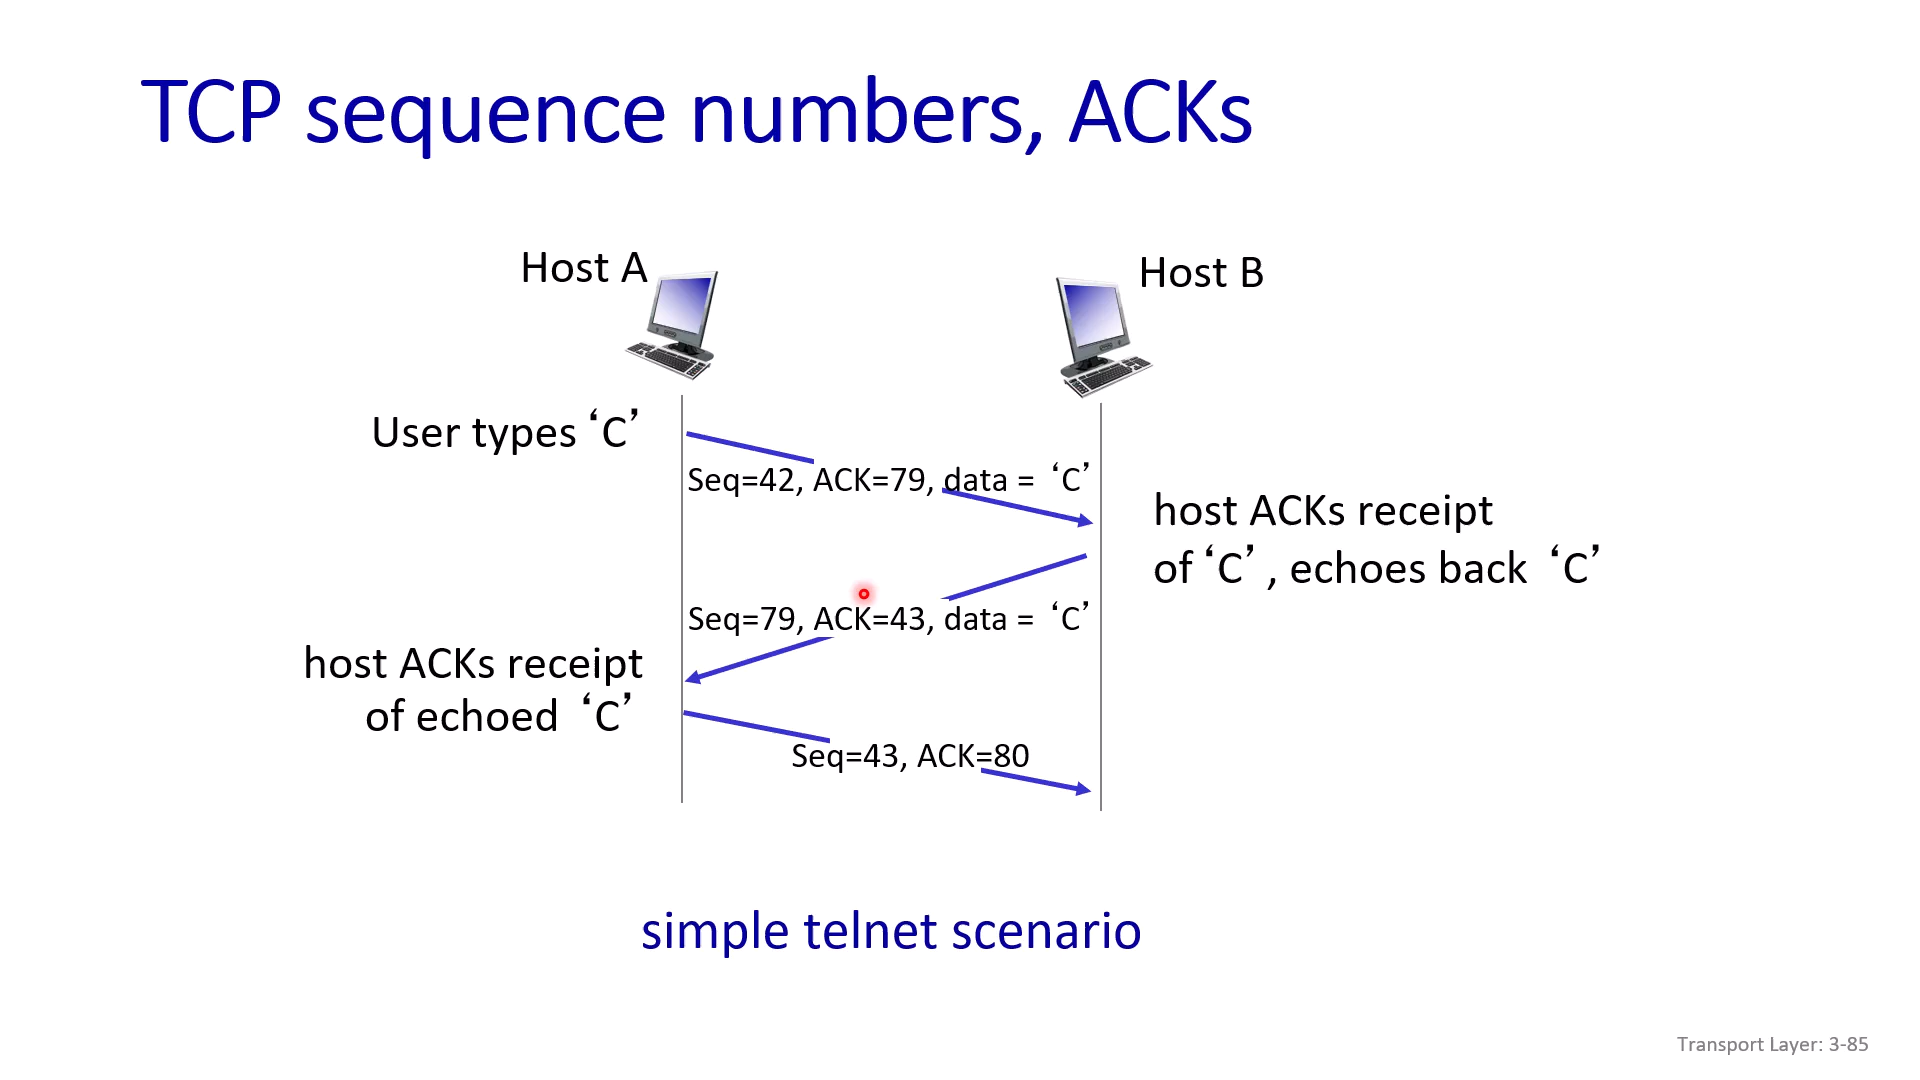 TCP sequence numbers, ACKs
Host A
Host B
User types ‘C’
Seq=42, ACK=79, data = ‘C’
host ACKs receipt
of ‘C’, echoes back ‘C’
Seq=79, ACK=43, data = ‘C’
host ACKs receipt
of echoed ‘C’
Seq=43, ACK=80
simple telnet scenario
Transport Layer: 3-85